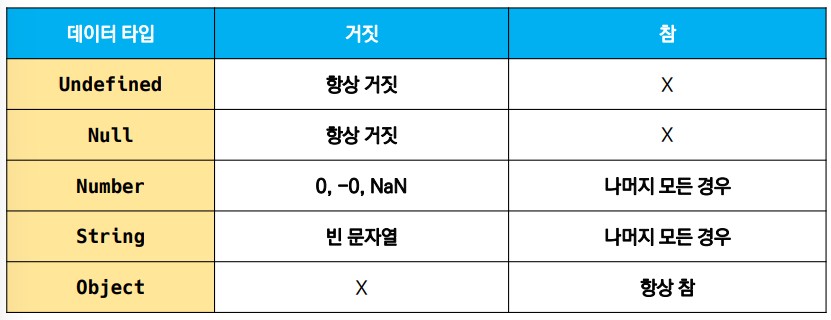 데이터 타입 거짓 참
Undefined 항상 거짓 X
Null 항상 거짓 X
Number 0, -0, NaN 나머지 모든 경우
String 빈 문자열 나머지 모든 경우
Object X 항상 참